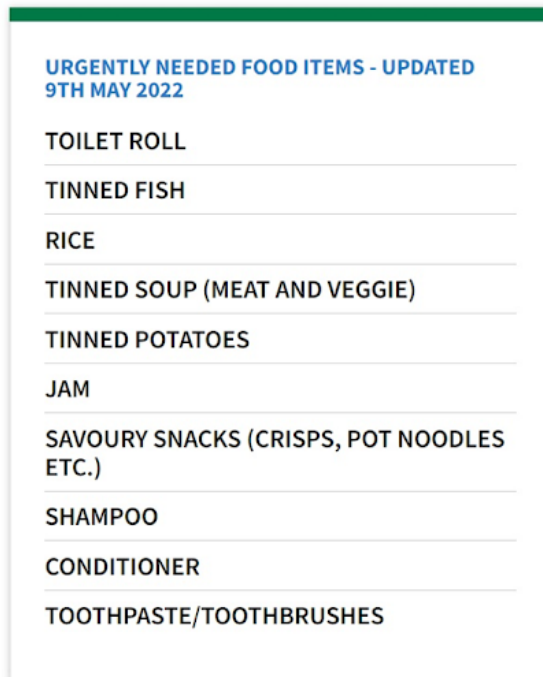 URGENTLY NEEDED FOOD ITEMS - UPDATED
9TH MAY 2022
TOILET ROLL
TINNED FISH
RICE
TINNED SOUP (MEAT AND VEGGIE)
TINNED POTATOES
JAM
SAVOURY SNACKS (CRISPS, POT NOODLES
ETC.)
SHAMPOO
CONDITIONER
TOOTHPASTE/TOOTHBRUSHES